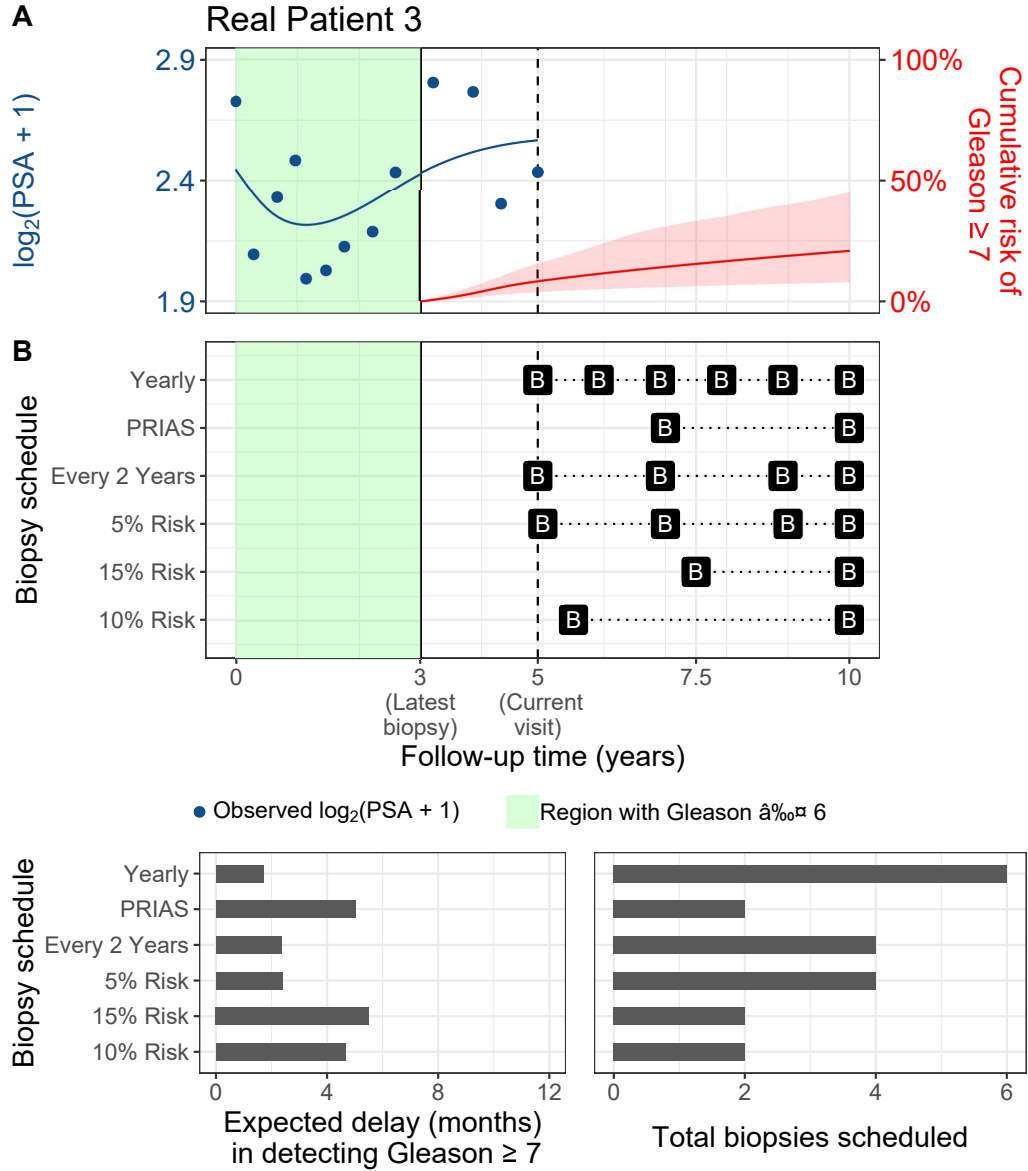 A
Real Patient 3
log₂(PSA + 1)
2.9
2.4
1.9
100%
50%
0%
Cumulative risk of
Gleason ≥ 7
B
Biopsy schedule
Yearly
B B B B B B
PRIAS
B B
Every 2 Years
B B B B
5% Risk
B B B B
15% Risk
B B
10% Risk
B B
0 3 5 7.5 10
(Latest (Current
biopsy) visit)
Follow-up time (years)
Observed log₂(PSA + 1) Region with Gleason â‰¤ 6
Biopsy schedule
Yearly
PRIAS
Every 2 Years
5% Risk
15% Risk
10% Risk
0 4 8 12
Expected delay (months)
in detecting Gleason ≥ 7
0 2 4 6
Total biopsies scheduled